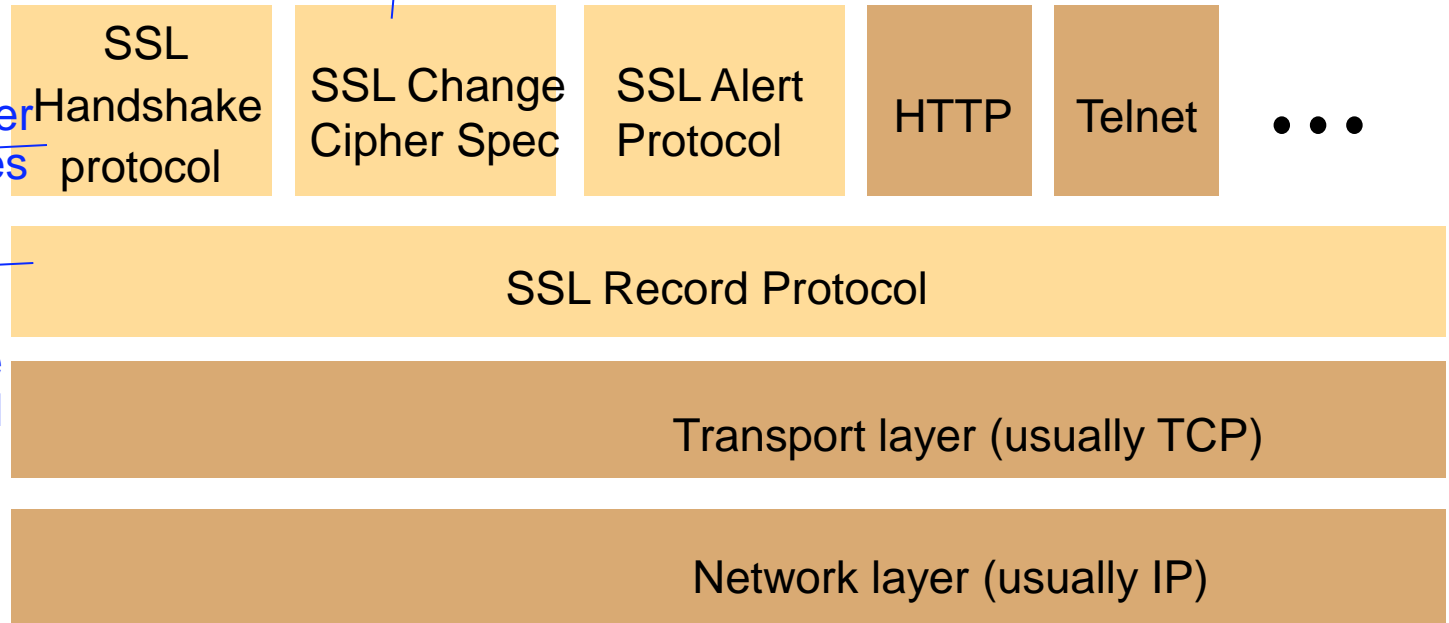 SSL
Handshake
protocol
SSL Change
Cipher Spec
SSL Alert
Protocol
HTTP
Telnet
...
SSL Record Protocol
Transport layer (usually TCP)
Network layer (usually IP)